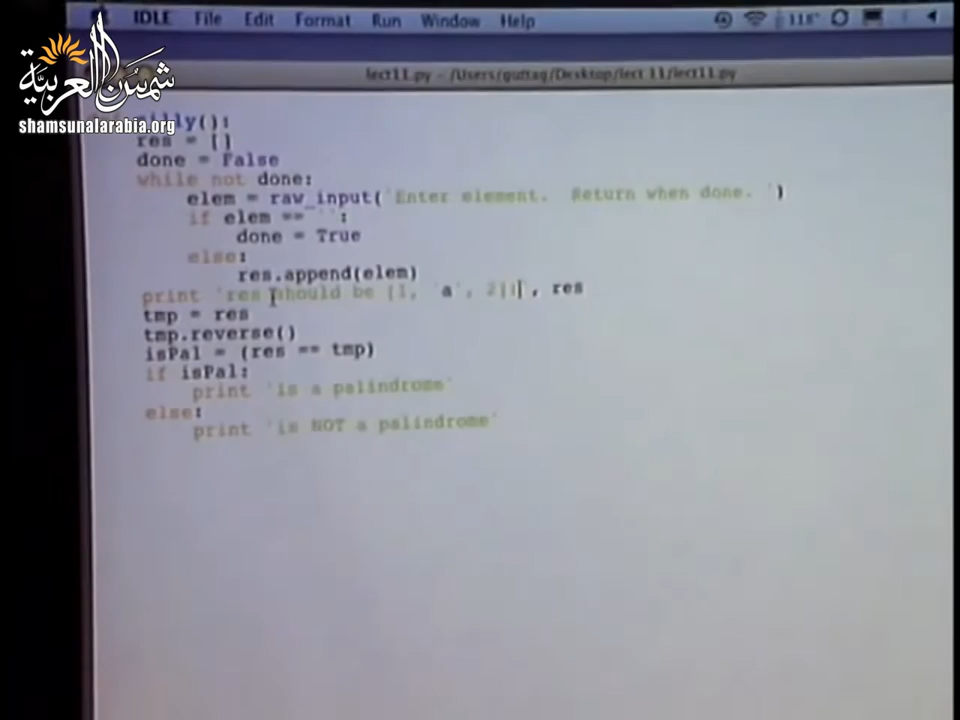 IDLE File Edit Format Run Window Help
lect11.py - /Users/guttag/Desktop/lect 11/lect11.py
شمس العربية
shamsunalarabia.org
silly():
res = []
done = False
while not done:
elem = raw_input('Enter element. Return when done. ')
if elem == '':
done = True
else:
res.append(elem)
print 'res should be [1, 'a', 2]:', res
tmp = res
tmp.reverse()
isPal = (res == tmp)
if isPal:
print 'is a palindrome'
else:
print 'is NOT a palindrome'